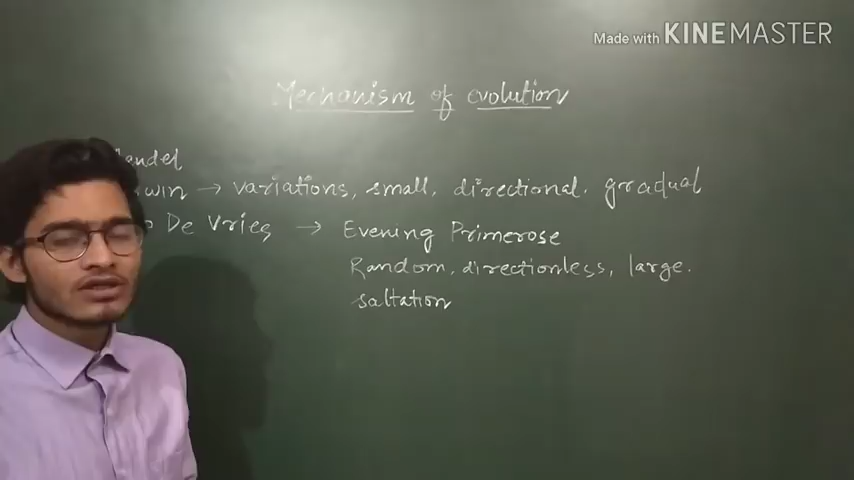 Made with KINEMASTER
Mechanism of evolution
endel
win → variations, small, directional. gradual
o De Vries → Evening Primerose
Random, directionless, large.
saltation